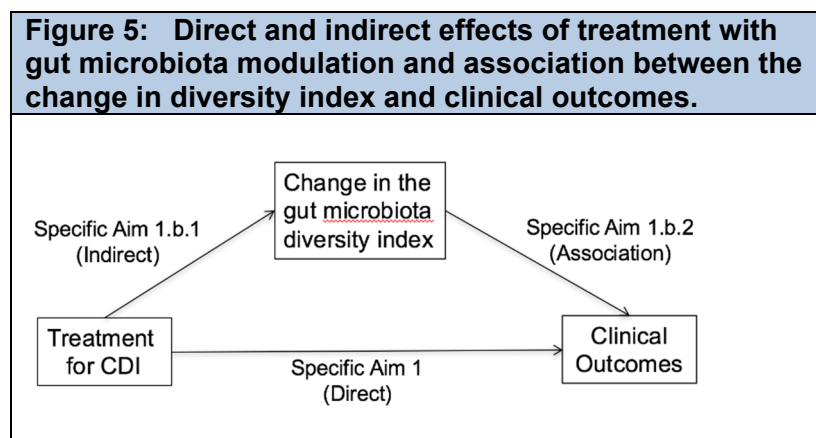 Figure 5: Direct and indirect effects of treatment with
gut microbiota modulation and association between the
change in diversity index and clinical outcomes.
Change in the
gut microbiota
diversity index
Specific Aim 1.b.1
(Indirect)
Specific Aim 1.b.2
(Association)
Treatment
for CDI
Clinical
Outcomes
Specific Aim 1
(Direct)